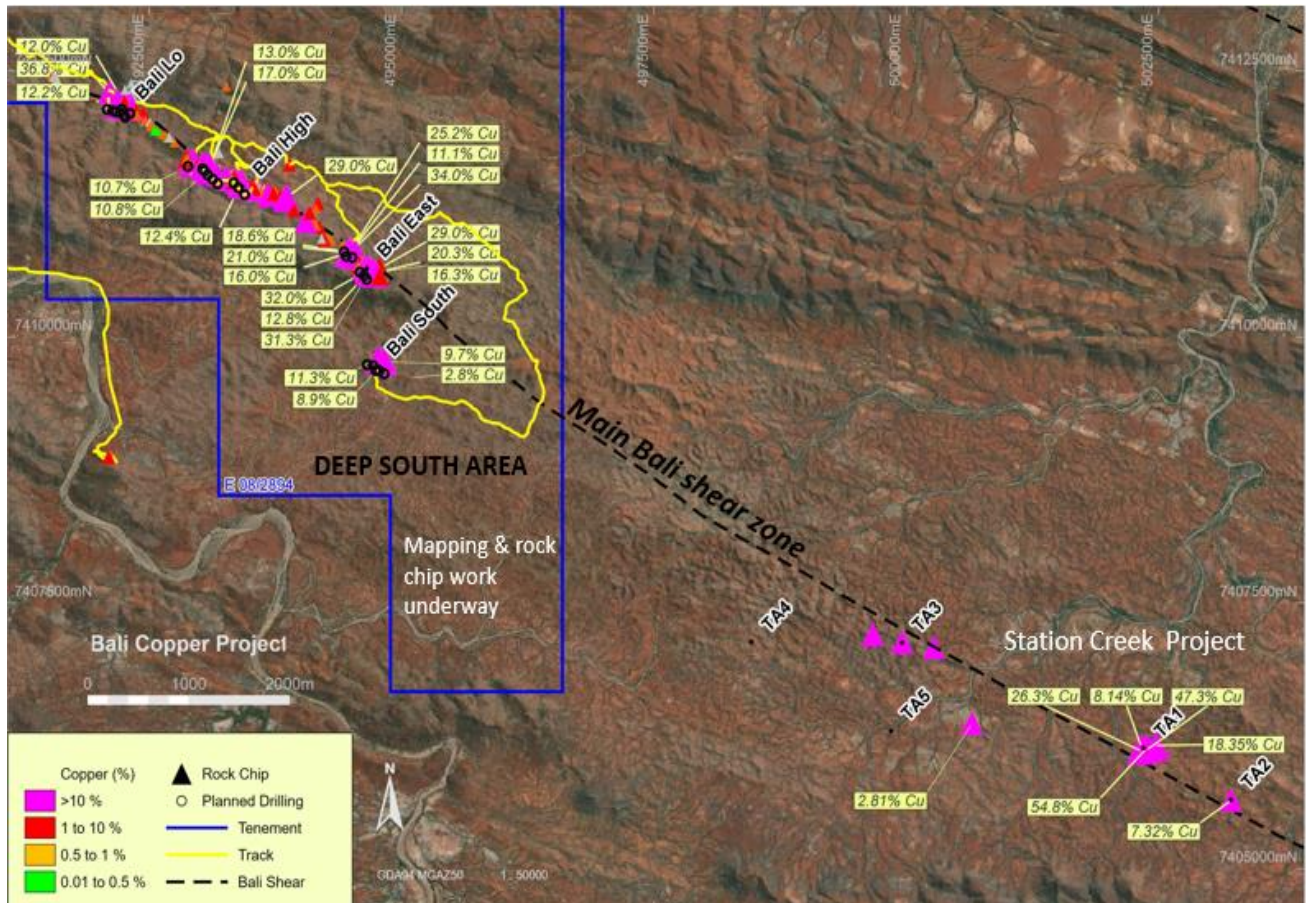 492500mE
495000mE
497500mE
500000mE
502500mE
7412500mN
12.0% Cu
36.8% Cu
12.2% Cu
Bali Lo
13.0% Cu
17.0% Cu
Bali High
29.0% Cu
25.2% Cu
11.1% Cu
34.0% Cu
10.7% Cu
10.8% Cu
12.4% Cu
18.6% Cu
21.0% Cu
16.0% Cu
Bali East
29.0% Cu
20.3% Cu
16.3% Cu
32.0% Cu
12.8% Cu
31.3% Cu
7410000mN
7410000mN
Bali South
9.7% Cu
2.8% Cu
11.3% Cu
8.9% Cu
Main Bali shear zone
DEEP SOUTH AREA
E 08/2894
Mapping & rock
chip work
underway
7407500mN
7407500mN
Bali Copper Project
0 1000 2000m
TA4
TA3
Station Creek Project
TA5
2.81% Cu
26.3% Cu
8.14% Cu
47.3% Cu
TA1
18.35% Cu
54.8% Cu
TA2
7.32% Cu
7405000mN
Copper (%)
>10 %
1 to 10 %
0.5 to 1 %
0.01 to 0.5 %
Rock Chip
Planned Drilling
Tenement
Track
Bali Shear
N
GDA94 MGAZ50 1: 50000